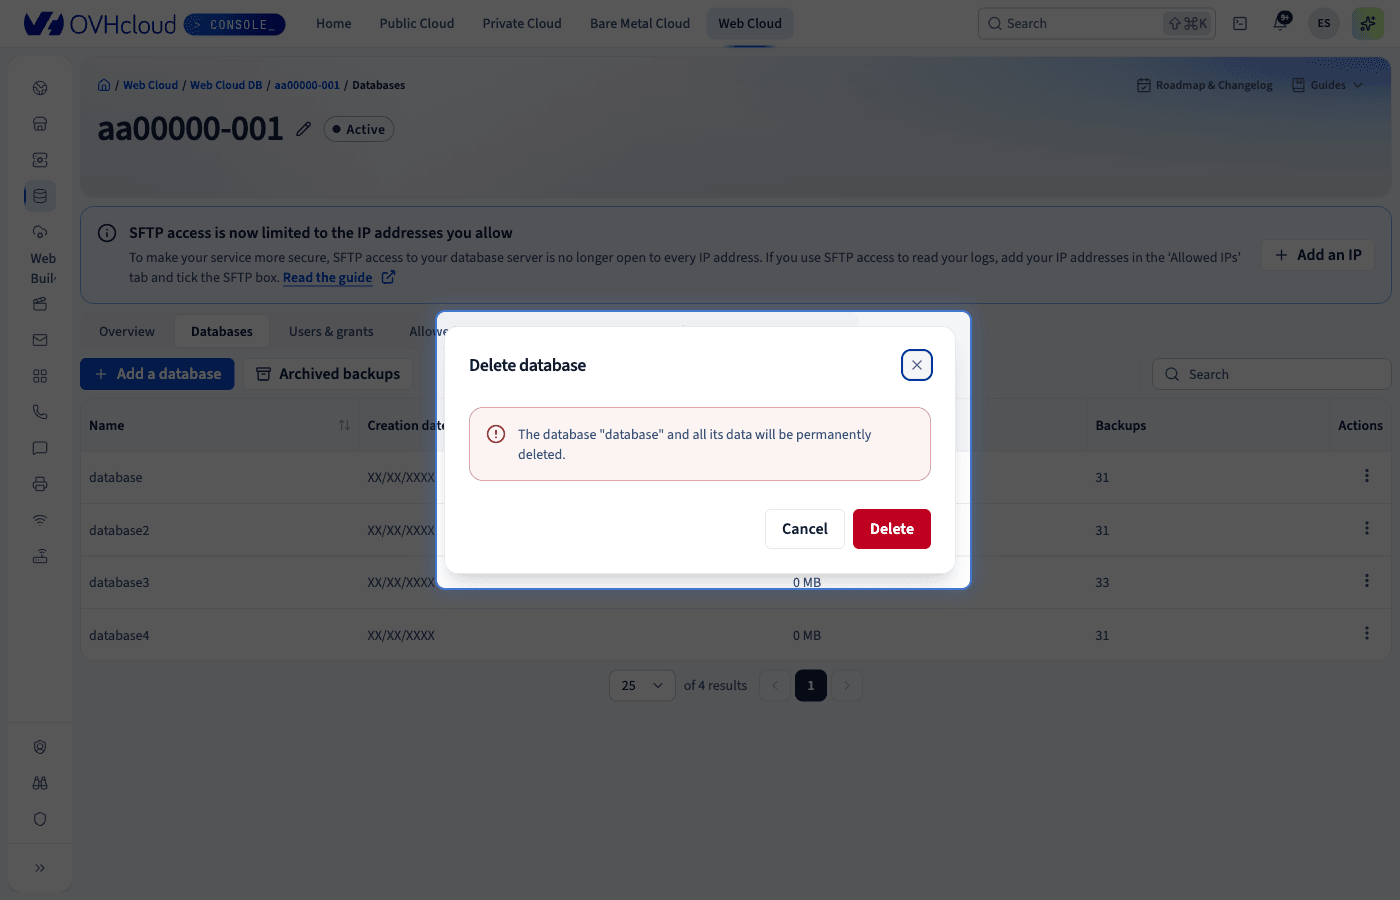 OVHcloud > CONSOLE_ Home Public Cloud Private Cloud Bare Metal Cloud Web Cloud Search ⇧⌘K 9+ ES
/ Web Cloud / Web Cloud DB / aa00000-001 / Databases Roadmap & Changelog Guides
aa00000-001 Active
SFTP access is now limited to the IP addresses you allow
To make your service more secure, SFTP access to your database server is no longer open to every IP address. If you use SFTP access to read your logs, add your IP addresses in the ‘Allowed IPs’
tab and tick the SFTP box. Read the guide
+ Add an IP
Web
Buil
Overview Databases Users & grants Allowe
+ Add a database Archived backups Search
Delete database
Name Creation date Backups Actions
The database "database" and all its data will be permanently
deleted.
database XX/XX/XXXX 31
database2 XX/XX/XXXX 31
Cancel Delete
database3 XX/XX/XXXX 0 MB 33
database4 XX/XX/XXXX 0 MB 31
25 of 4 results 1